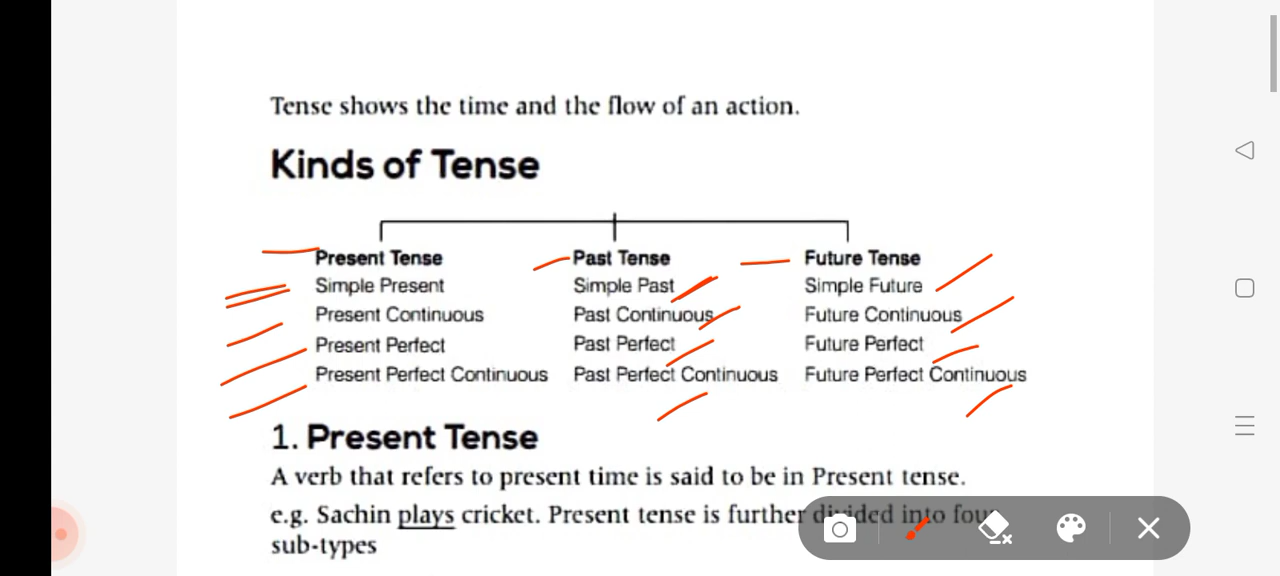 Tense shows the time and the flow of an action.
Kinds of Tense
Present Tense Past Tense Future Tense
Simple Present Simple Past Simple Future
Present Continuous Past Continuous Future Continuous
Present Perfect Past Perfect Future Perfect
Present Perfect Continuous Past Perfect Continuous Future Perfect Continuous
1. Present Tense
A verb that refers to present time is said to be in Present tense.
e.g. Sachin plays cricket. Present tense is further divided into four
sub-types